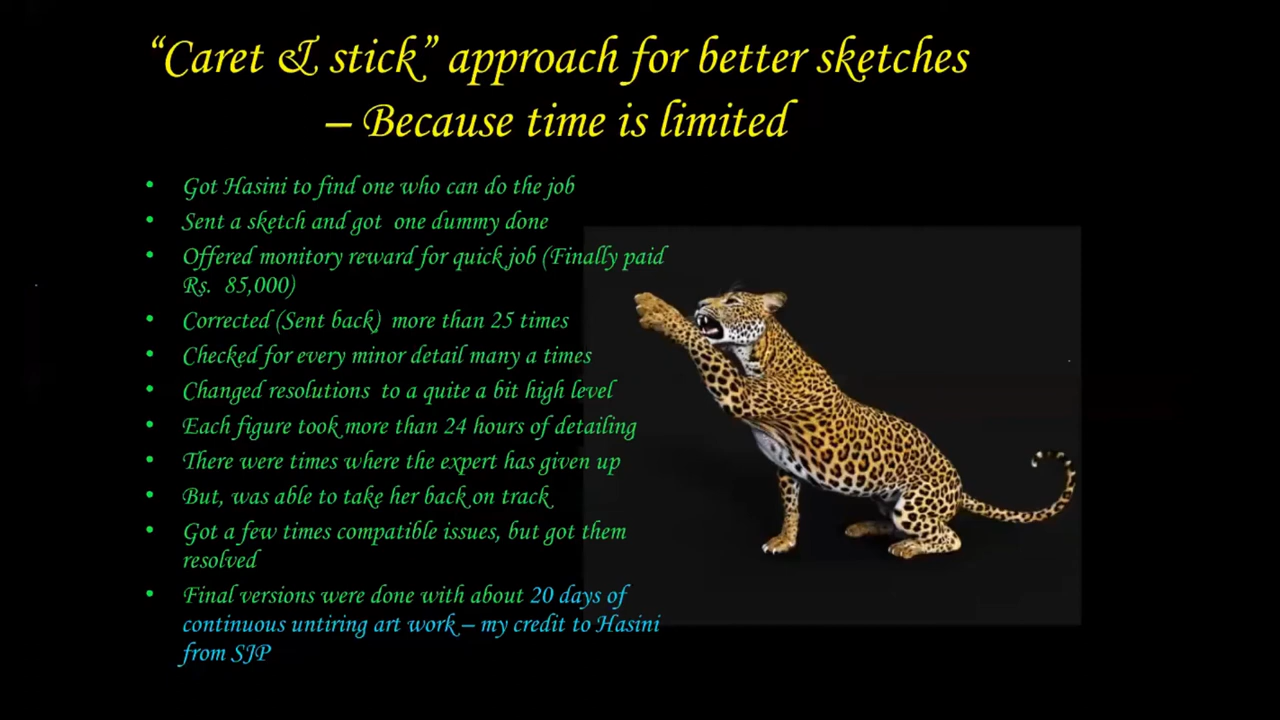 “Caret & stick” approach for better sketches
– Because time is limited
• Got Hasini to find one who can do the job
• Sent a sketch and got one dummy done
• Offered monitory reward for quick job (Finally paid
Rs. 85,000)
• Corrected (Sent back) more than 25 times
• Checked for every minor detail many a times
• Changed resolutions to a quite a bit high level
• Each figure took more than 24 hours of detailing
• There were times where the expert has given up
• But, was able to take her back on track
• Got a few times compatible issues, but got them
resolved
• Final versions were done with about 20 days of
continuous untiring art work – my credit to Hasini
from SJP